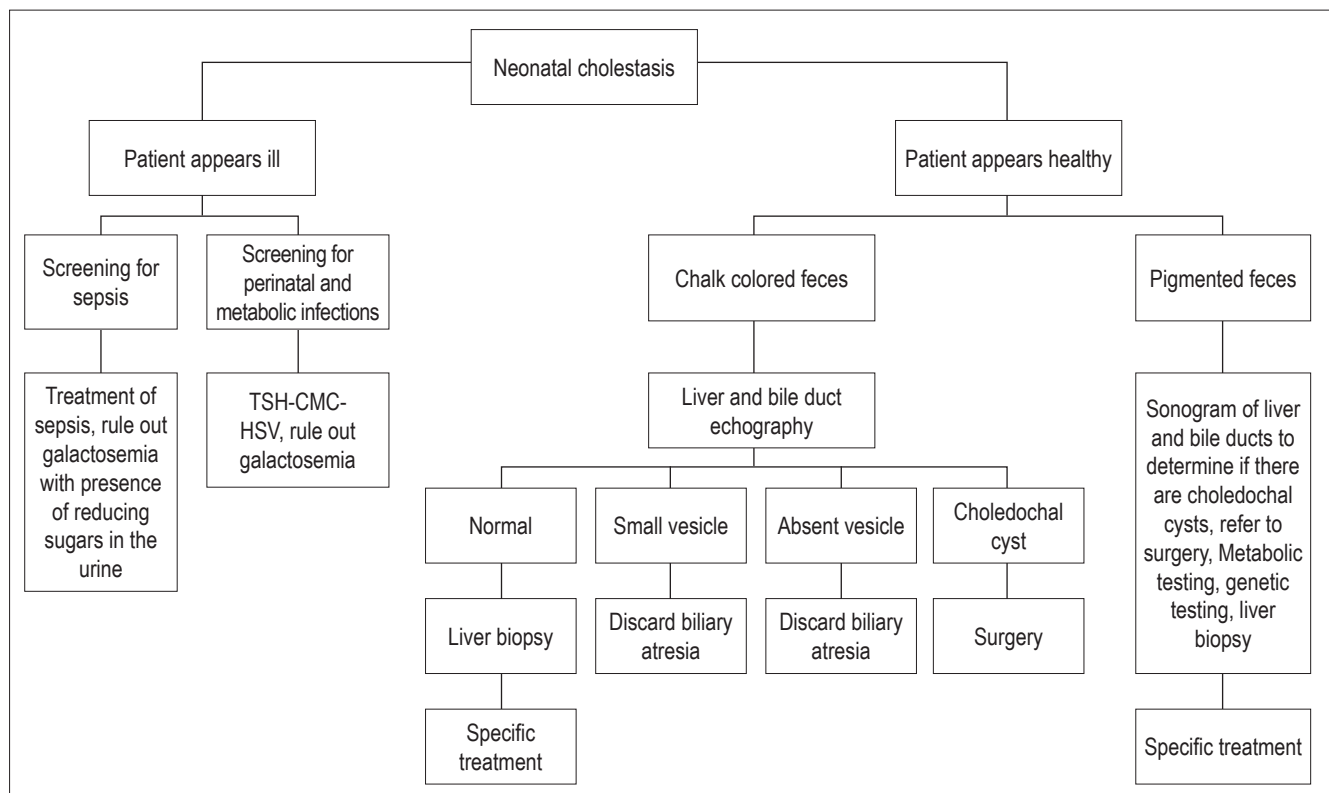 Neonatal cholestasis
Patient appears ill
Patient appears healthy
Screening for
sepsis
Screening for
perinatal and
metabolic infections
Chalk colored feces
Pigmented feces
Treatment of
sepsis, rule out
galactosemia
with presence
of reducing
sugars in the
urine
TSH-CMC-
HSV, rule out
galactosemia
Liver and bile duct
echography
Sonogram of liver
and bile ducts to
determine if there
are choledochal
cysts, refer to
surgery, Metabolic
testing, genetic
testing, liver
biopsy
Normal
Small vesicle
Absent vesicle
Choledochal
cyst
Liver biopsy
Discard biliary
atresia
Discard biliary
atresia
Surgery
Specific
treatment
Specific treatment